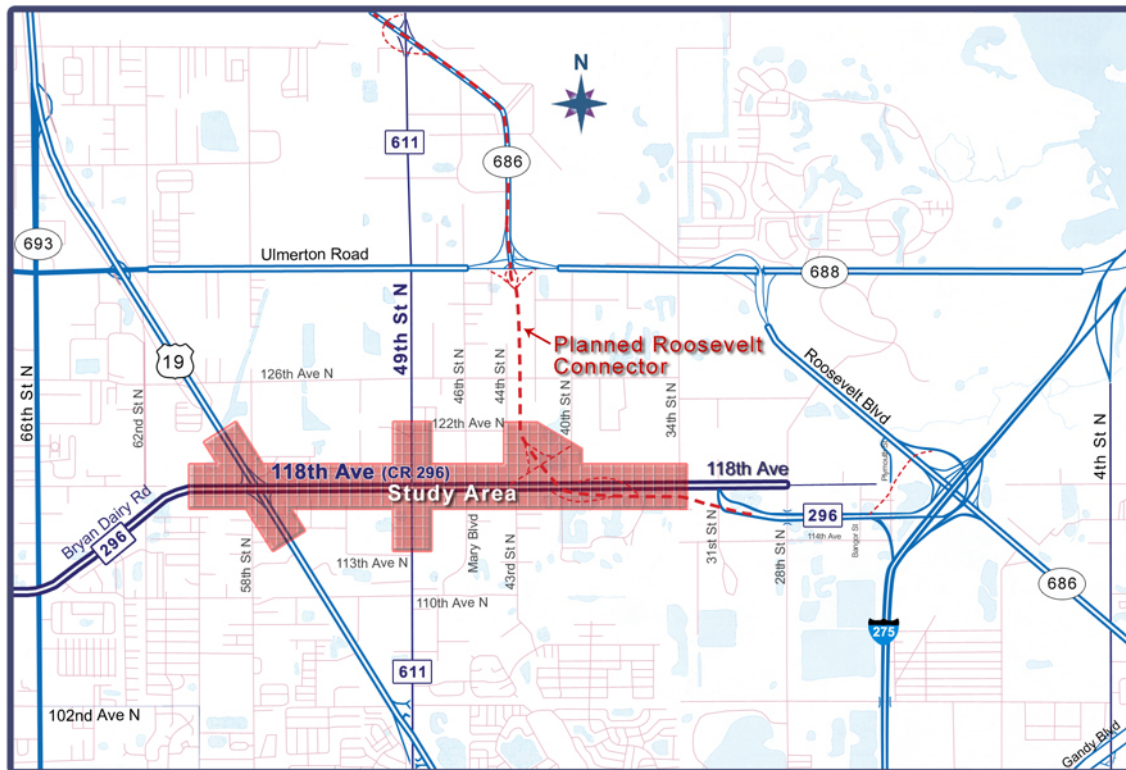 N
611
686
693
Ulmerton Road
688
49th St N
Planned Roosevelt
Connector
19
126th Ave N
46th St N
44th St N
40th St N
34th St N
Roosevelt Blvd
66th St N
62nd St N
122th Ave N
4th St N
118th Ave (CR 296)
Study Area
118th Ave
Plymouth St
Bryan Dairy Rd
296
58th St N
113th Ave N
Mary Blvd
43rd St N
31st St N
28th St N
296
114th Ave
Bangor St
110th Ave N
686
275
611
102nd Ave N
Gandy Blvd